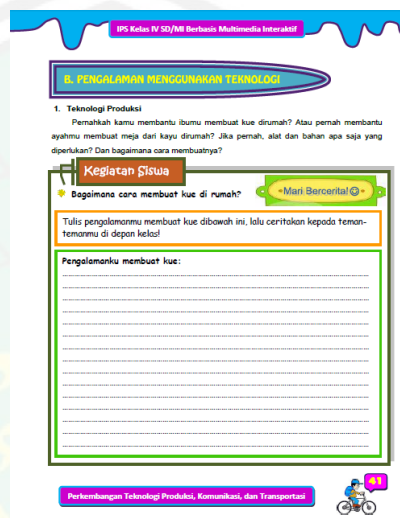 IPS Kelas IV SD/MI Berbasis Multimedia Interaktif
B. PENGALAMAN MENGGUNAKAN TEKNOLOGI
1. Teknologi Produksi
Pernahkah kamu membantu ibumu membuat kue dirumah? Atau pernah membantu
ayahmu membuat meja dari kayu dirumah? Jika pernah, alat dan bahan apa saja yang
diperlukan? Dan bagaimana cara membuatnya?
Kegiatan Siswa
Bagaimana cara membuat kue di rumah?
Mari Bercerita!
Tulis pengalamanmu membuat kue dibawah ini, lalu ceritakan kepada teman-
temanmu di depan kelas!
Pengalamanku membuat kue:
Perkembangan Teknologi Produksi, Komunikasi, dan Transportasi
41